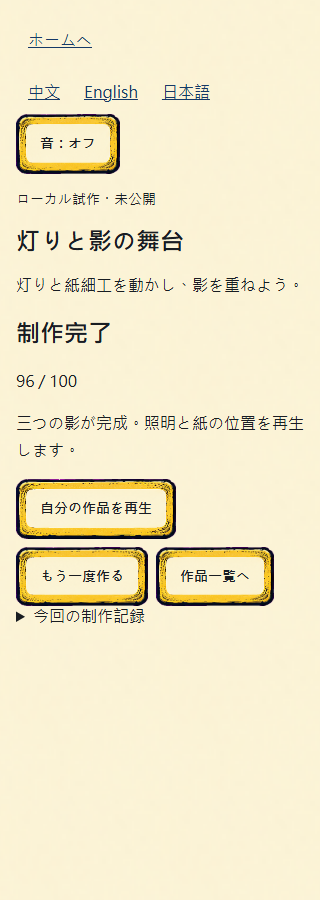 ホームへ
中文 English 日本語
音：オフ
ローカル試作・未公開
灯りと影の舞台
灯りと紙細工を動かし、影を重ねよう。
制作完了
96 / 100
三つの影が完成。照明と紙の位置を再生
します。
自分の作品を再生
もう一度作る 作品一覧へ
▶ 今回の制作記録